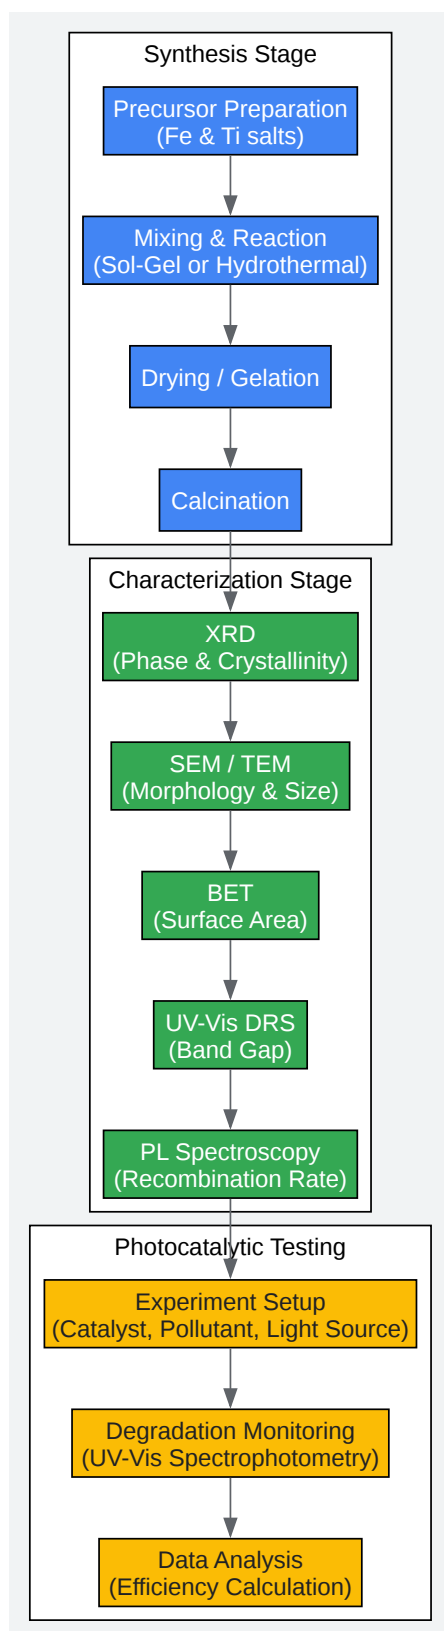 Synthesis Stage
Precursor Preparation
(Fe & Ti salts)
Mixing & Reaction
(Sol-Gel or Hydrothermal)
Drying / Gelation
Calcination
Characterization Stage
XRD
(Phase & Crystallinity)
SEM / TEM
(Morphology & Size)
BET
(Surface Area)
UV-Vis DRS
(Band Gap)
PL Spectroscopy
(Recombination Rate)
Photocatalytic Testing
Experiment Setup
(Catalyst, Pollutant, Light Source)
Degradation Monitoring
(UV-Vis Spectrophotometry)
Data Analysis
(Efficiency Calculation)